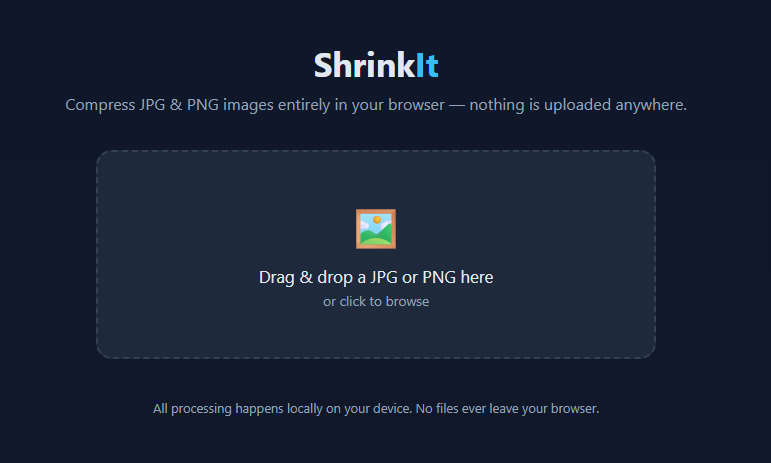 ShrinkIt
Compress JPG & PNG images entirely in your browser — nothing is uploaded anywhere.
Drag & drop a JPG or PNG here
or click to browse
All processing happens locally on your device. No files ever leave your browser.